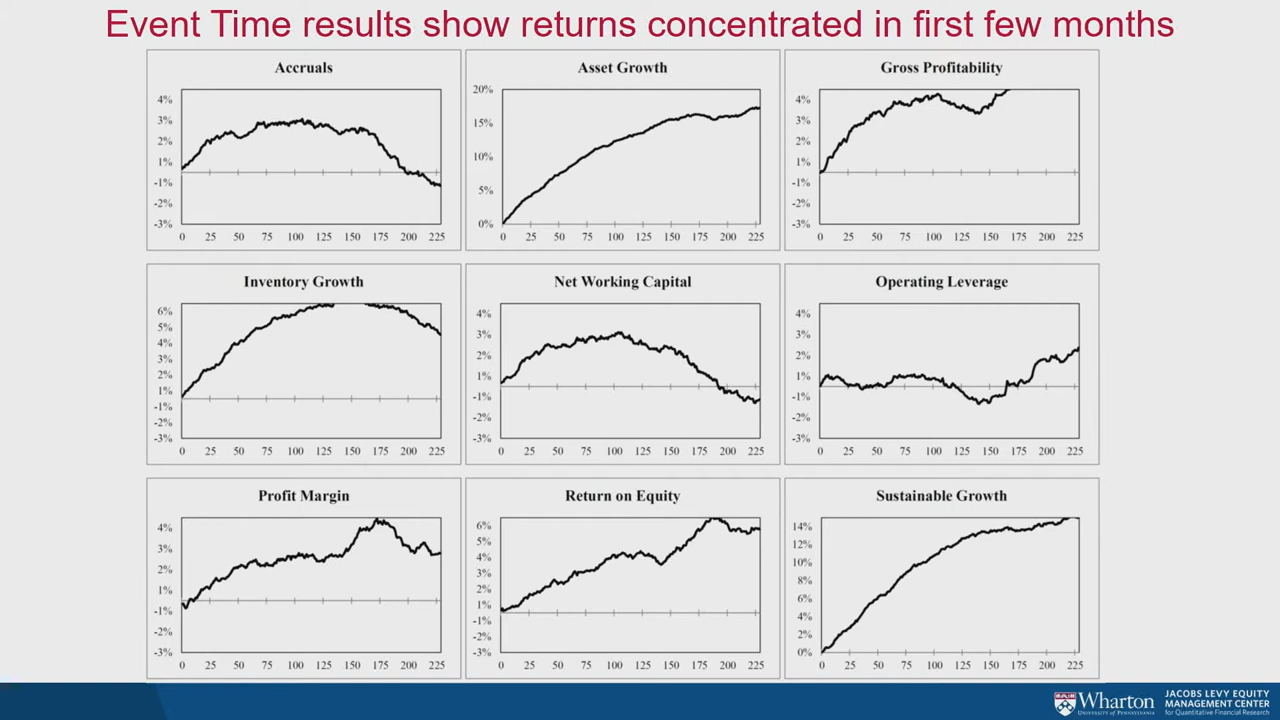 Event Time results show returns concentrated in first few months
Accruals
4%
3%
2%
1%
-1%
-2%
-3%
0 25 50 75 100 125 150 175 200 225
Asset Growth
20%
15%
10%
5%
0%
0 25 50 75 100 125 150 175 200 225
Gross Profitability
4%
3%
2%
1%
-1%
-2%
-3%
0 25 50 75 100 125 150 175 200 225
Inventory Growth
6%
5%
4%
3%
2%
1%
-1%
-2%
-3%
0 25 50 75 100 125 150 175 200 225
Net Working Capital
4%
3%
2%
1%
-1%
-2%
-3%
0 25 50 75 100 125 150 175 200 225
Operating Leverage
4%
3%
2%
1%
-1%
-2%
-3%
0 25 50 75 100 125 150 175 200 225
Profit Margin
4%
3%
2%
1%
-1%
-2%
-3%
0 25 50 75 100 125 150 175 200 225
Return on Equity
6%
5%
4%
3%
2%
1%
-1%
-2%
-3%
0 25 50 75 100 125 150 175 200 225
Sustainable Growth
14%
12%
10%
8%
6%
4%
2%
0%
0 25 50 75 100 125 150 175 200 225
Wharton
UNIVERSITY of PENNSYLVANIA
JACOBS LEVY EQUITY
MANAGEMENT CENTER
for Quantitative Financial Research